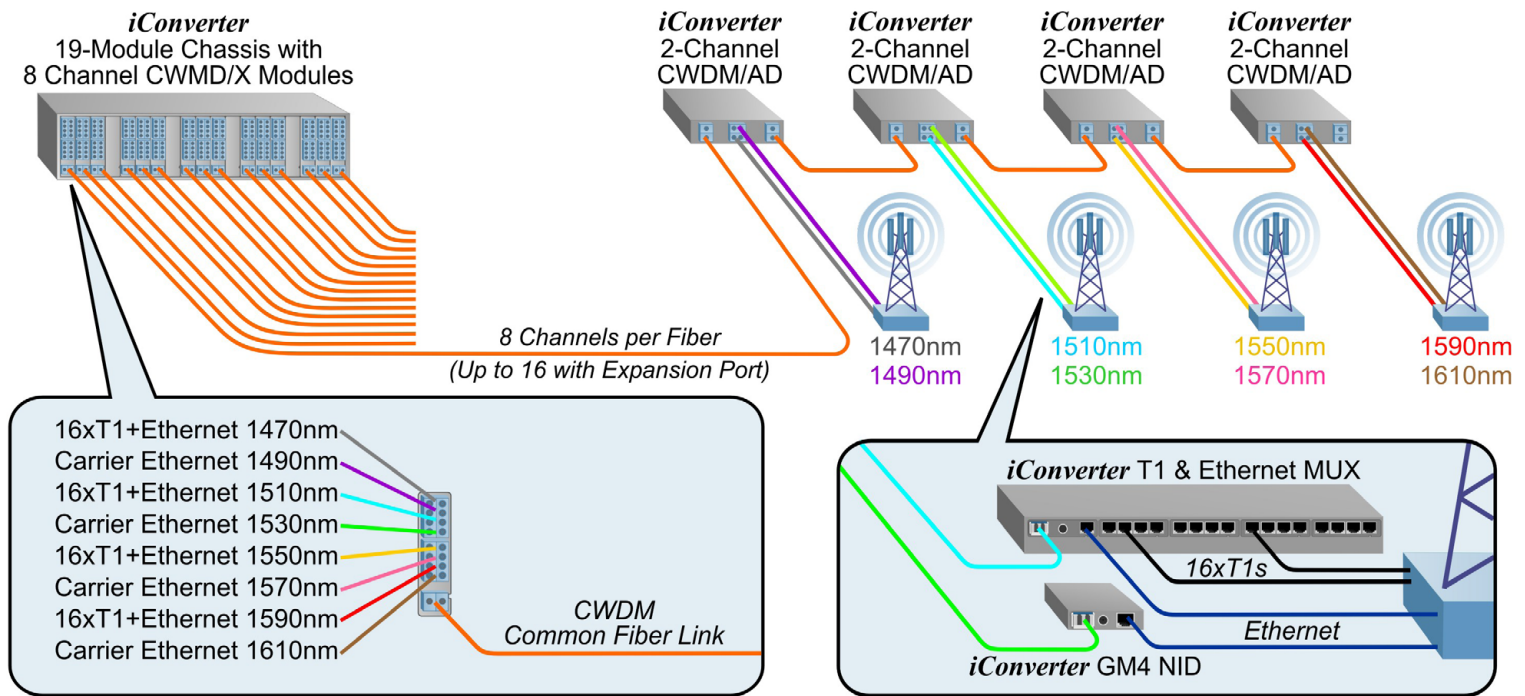 iConverter
19-Module Chassis with
8 Channel CWMD/X Modules
iConverter
2-Channel
CWDM/AD
iConverter
2-Channel
CWDM/AD
iConverter
2-Channel
CWDM/AD
iConverter
2-Channel
CWDM/AD
8 Channels per Fiber
(Up to 16 with Expansion Port)
1470nm
1490nm
1510nm
1530nm
1550nm
1570nm
1590nm
1610nm
16xT1+Ethernet 1470nm
Carrier Ethernet 1490nm
16xT1+Ethernet 1510nm
Carrier Ethernet 1530nm
16xT1+Ethernet 1550nm
Carrier Ethernet 1570nm
16xT1+Ethernet 1590nm
Carrier Ethernet 1610nm
CWDM
Common Fiber Link
iConverter T1 & Ethernet MUX
16xT1s
Ethernet
iConverter GM4 NID